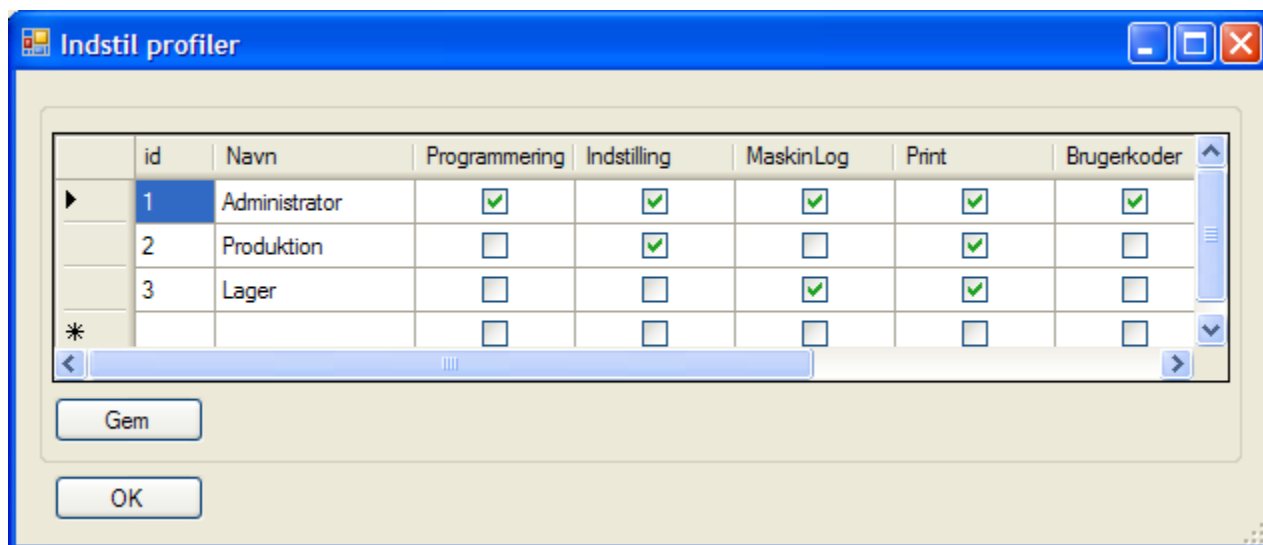 Indstil profiler
id Navn Programmering Indstilling MaskinLog Print Brugerkoder
1 Administrator
2 Produktion
3 Lager
Gem
OK